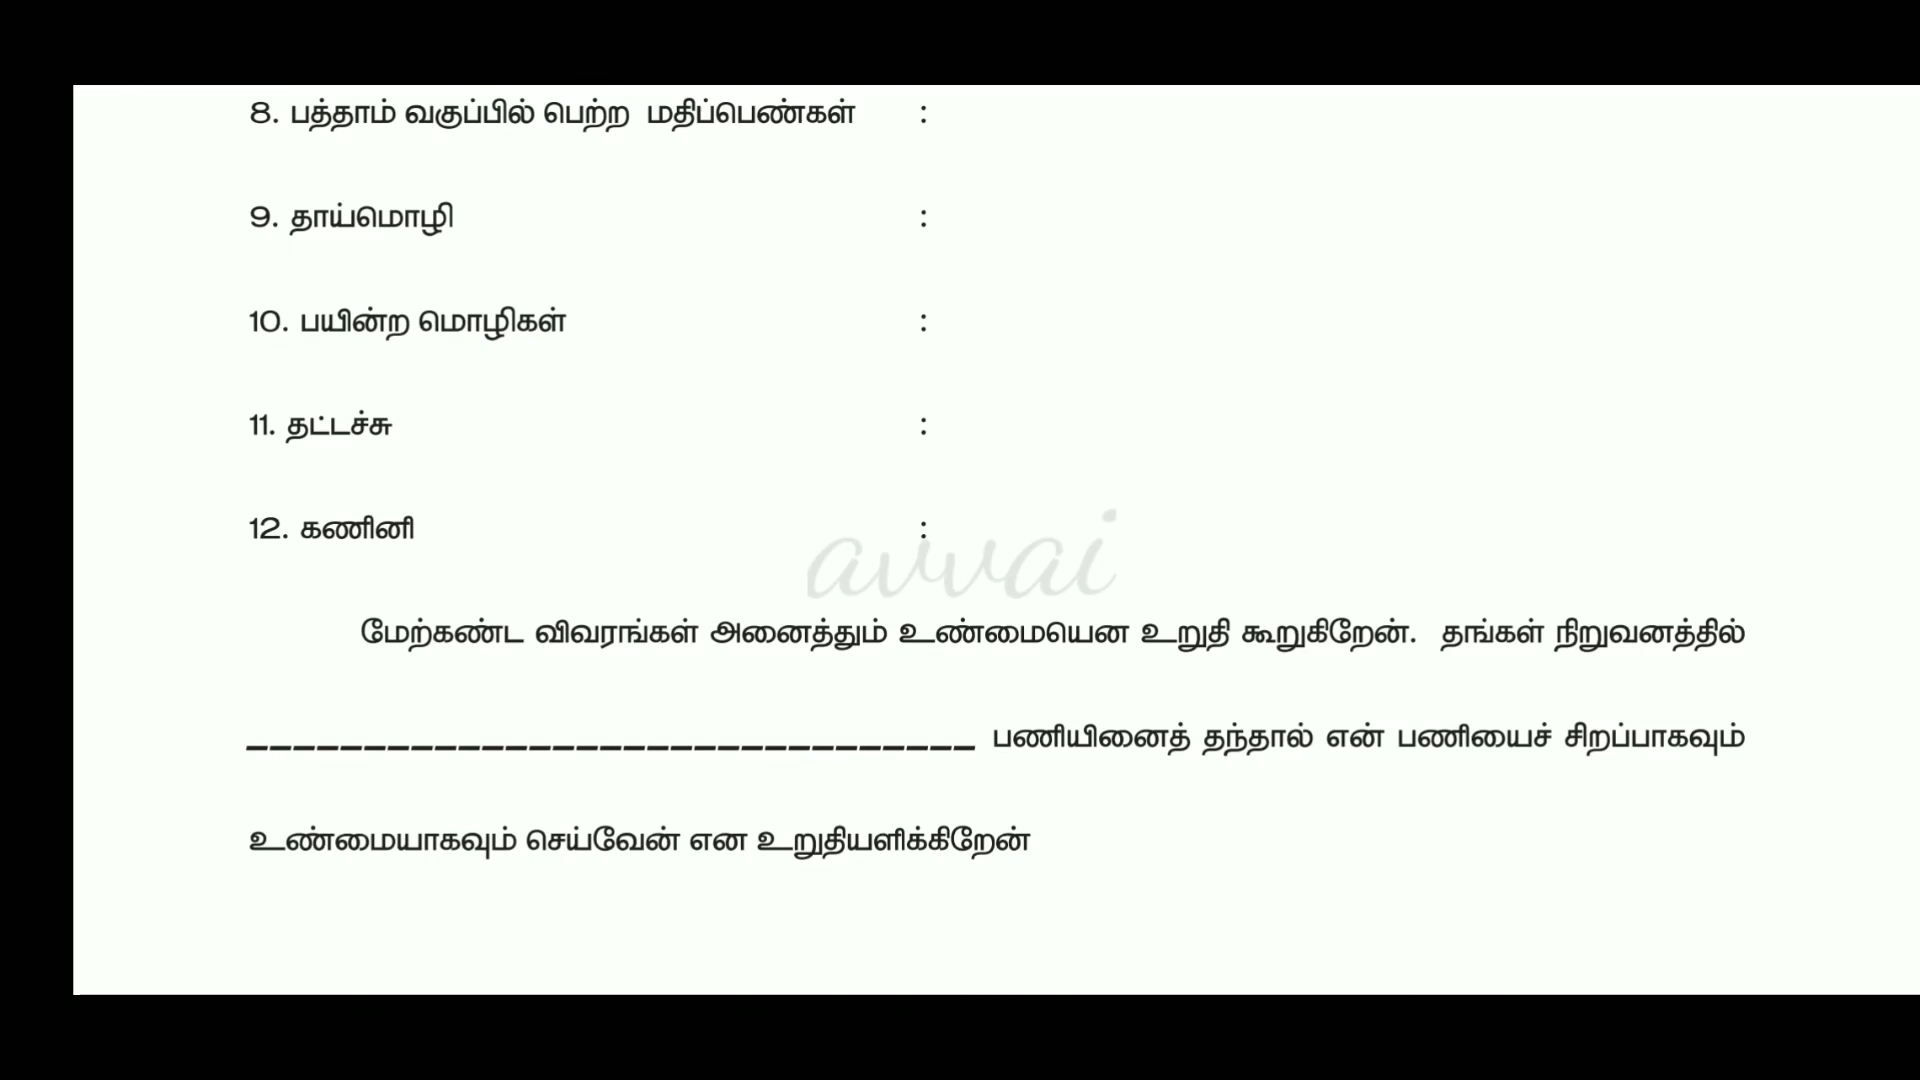 8. பத்தாம் வகுப்பில் பெற்ற மதிப்பெண்கள் :
9. தாய்மொழி :
10. பயின்ற மொழிகள் :
11. தட்டச்சு :
12. கணினி :
avvai
மேற்கண்ட விவரங்கள் அனைத்தும் உண்மையென உறுதி கூறுகிறேன். தங்கள் நிறுவனத்தில்
_______________________________ பணியினைத் தந்தால் என் பணியைச் சிறப்பாகவும்
உண்மையாகவும் செய்வேன் என உறுதியளிக்கிறேன்